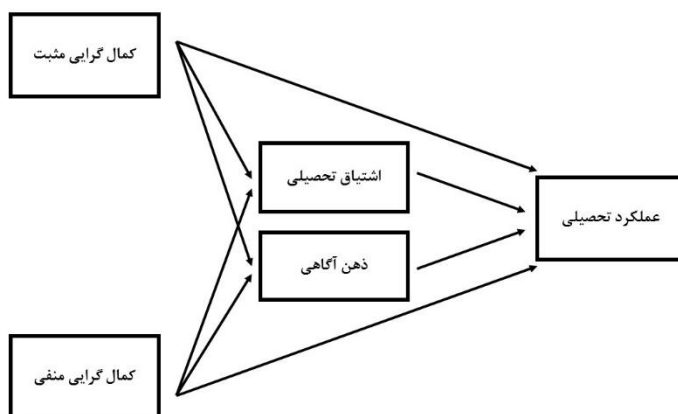 کمال گرایی مثبت
اشتیاق تحصیلی
عملکرد تحصیلی
ذهن آگاهی
کمال گرایی منفی